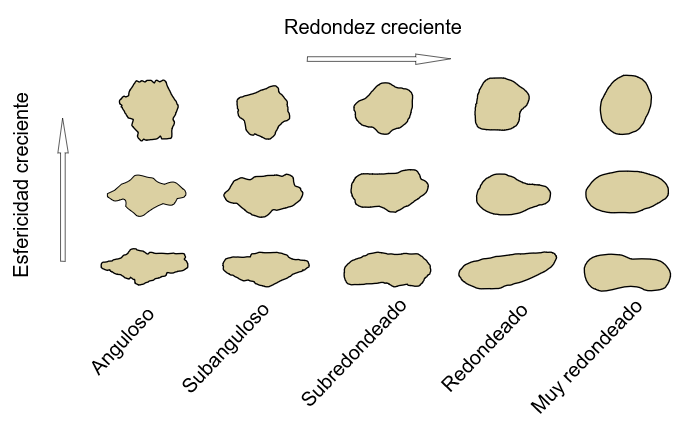 Redondez creciente
Esfericidad creciente
Anguloso
Subanguloso
Subredondeado
Redondeado
Muy redondeado